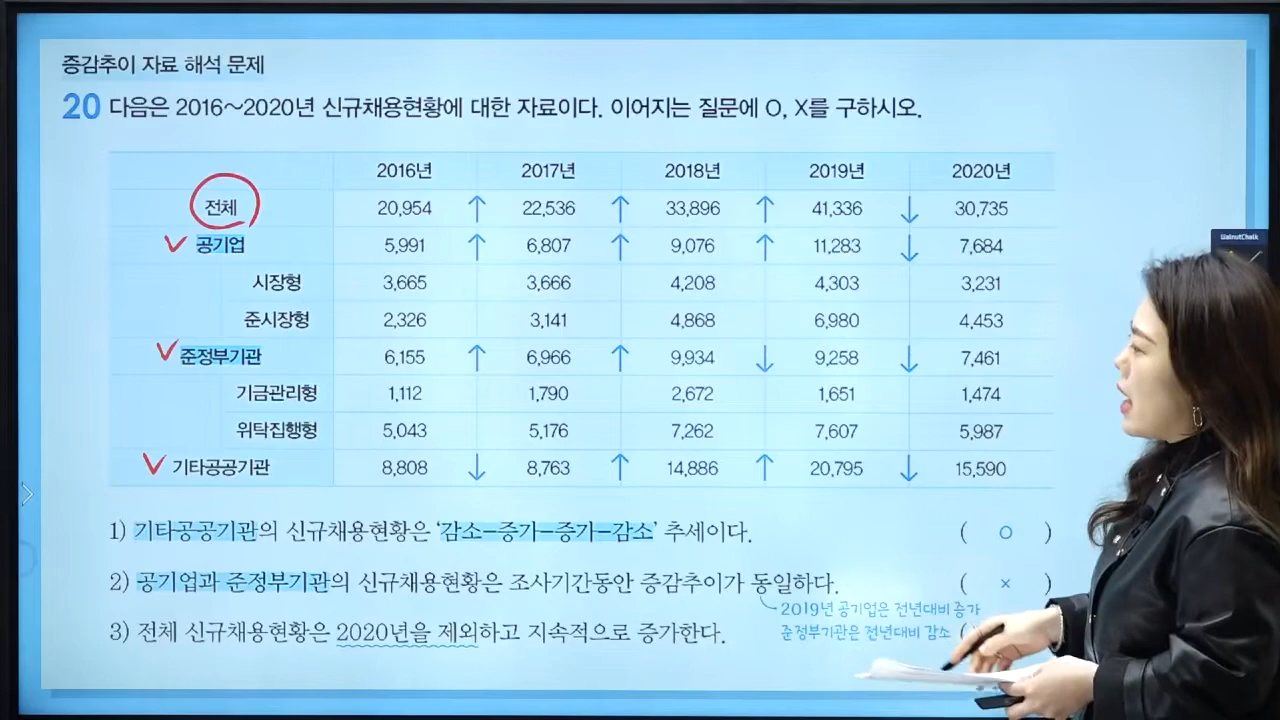 증감추이 자료 해석 문제
20 다음은 2016~2020년 신규채용현황에 대한 자료이다. 이어지는 질문에 O, X를 구하시오.
2016년 2017년 2018년 2019년 2020년
전체 20,954 ↑ 22,536 ↑ 33,896 ↑ 41,336 ↓ 30,735
✓ 공기업 5,991 ↑ 6,807 ↑ 9,076 ↑ 11,283 ↓ 7,684
시장형 3,665 3,666 4,208 4,303 3,231
준시장형 2,326 3,141 4,868 6,980 4,453
✓ 준정부기관 6,155 ↑ 6,966 ↑ 9,934 ↓ 9,258 ↓ 7,461
기금관리형 1,112 1,790 2,672 1,651 1,474
위탁집행형 5,043 5,176 7,262 7,607 5,987
✓ 기타공공기관 8,808 ↓ 8,763 ↑ 14,886 ↑ 20,795 ↓ 15,590
1) 기타공공기관의 신규채용현황은 ‘감소-증가-증가-감소’ 추세이다. ( ○ )
2) 공기업과 준정부기관의 신규채용현황은 조사기간동안 증감추이가 동일하다. ( × )
2019년 공기업은 전년대비 증가
준정부기관은 전년대비 감소
3) 전체 신규채용현황은 2020년을 제외하고 지속적으로 증가한다. (
WalnutChalk